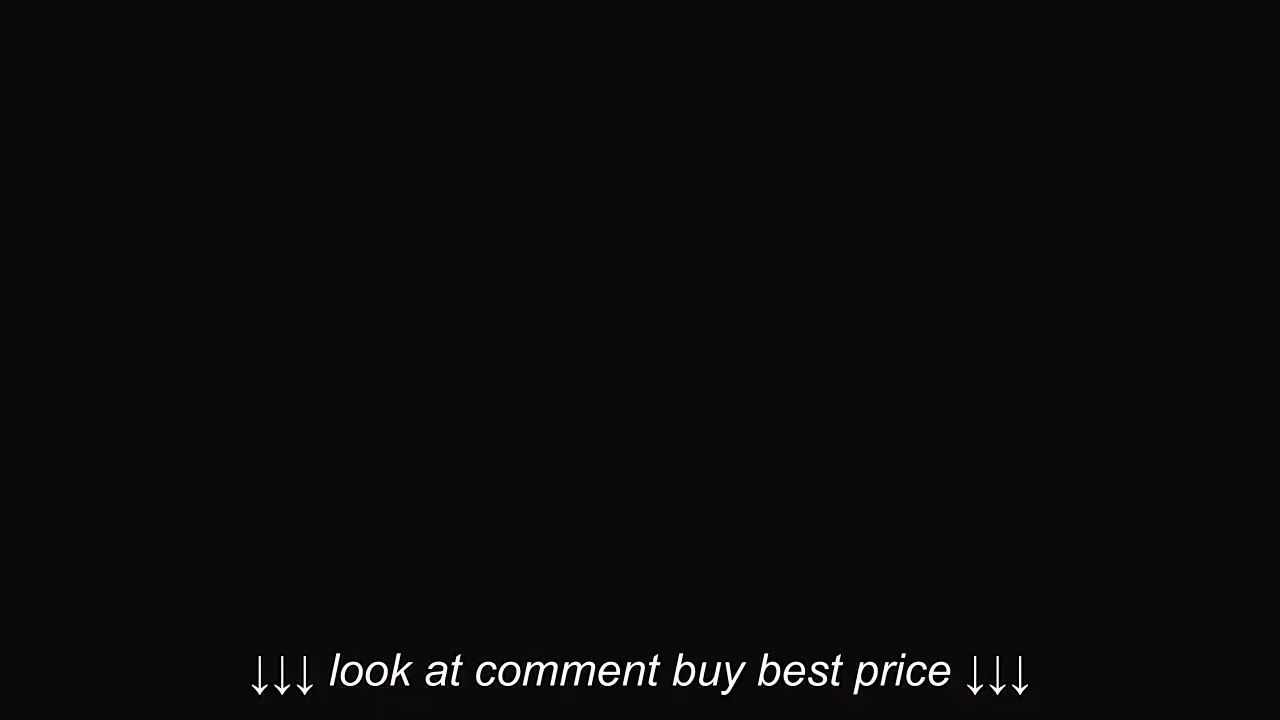 ↓↓↓ look at comment buy best price ↓↓↓